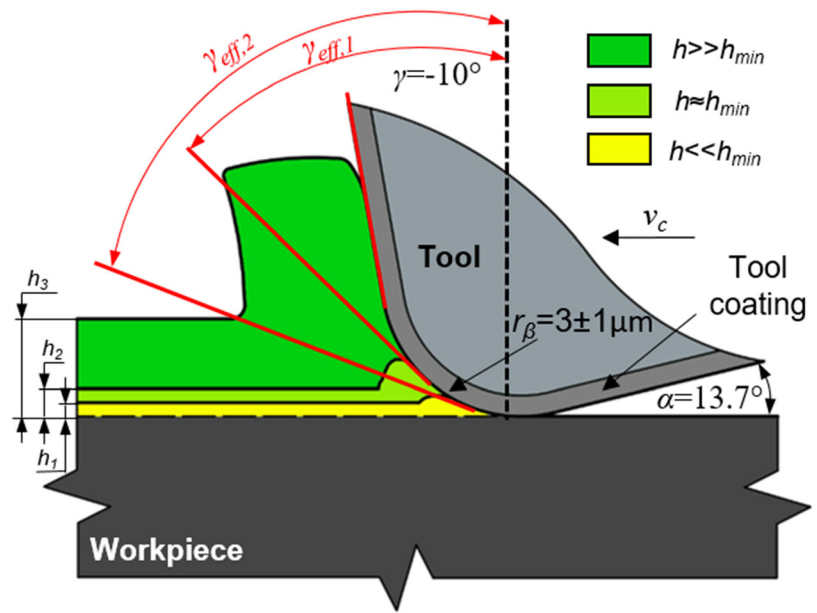 γeff,2
γeff,1
γ=-10°
h>>hmin
h≈hmin
h<<hmin
vc
Tool
Tool
coating
rβ=3±1μm
h3
h2
h1
α=13.7°
Workpiece